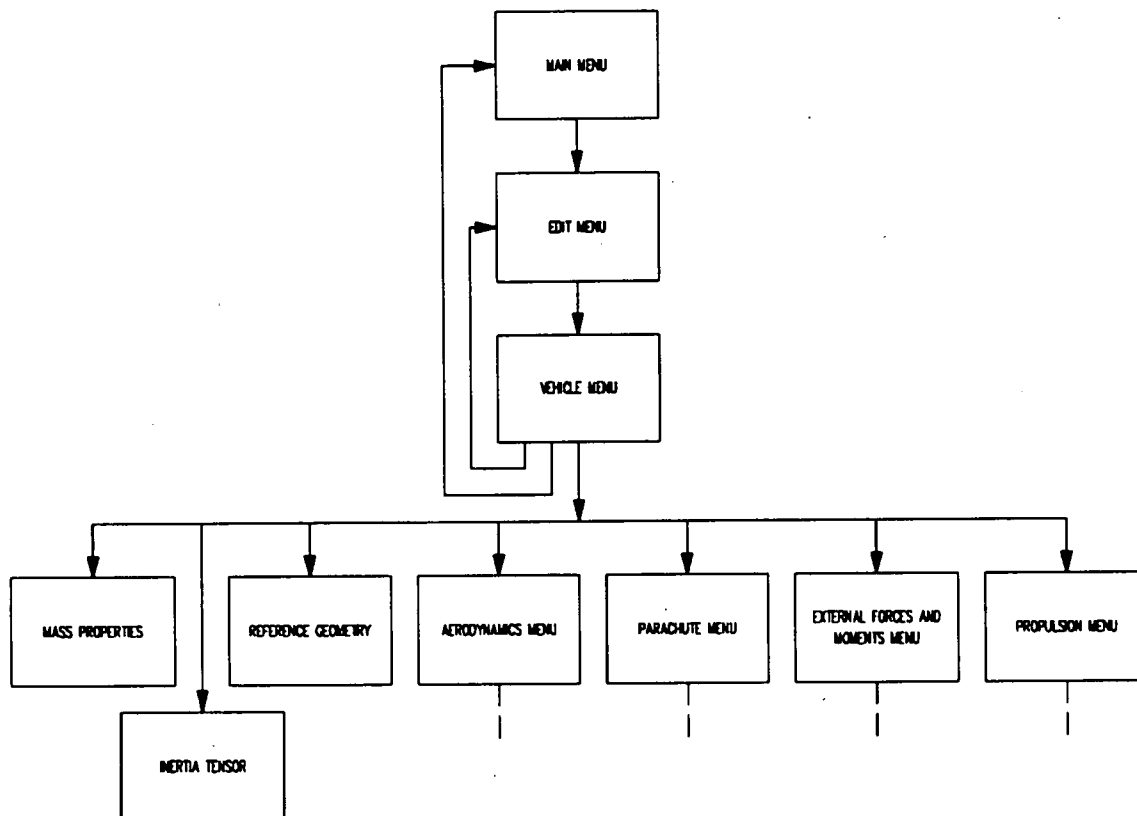 MAIN MENU
EDIT MENU
VEHICLE MENU
MASS PROPERTIES
REFERENCE GEOMETRY
AERODYNAMICS MENU
PARACHUTE MENU
EXTERNAL FORCES AND
MOMENTS MENU
PROPULSION MENU
INERTIA TENSOR